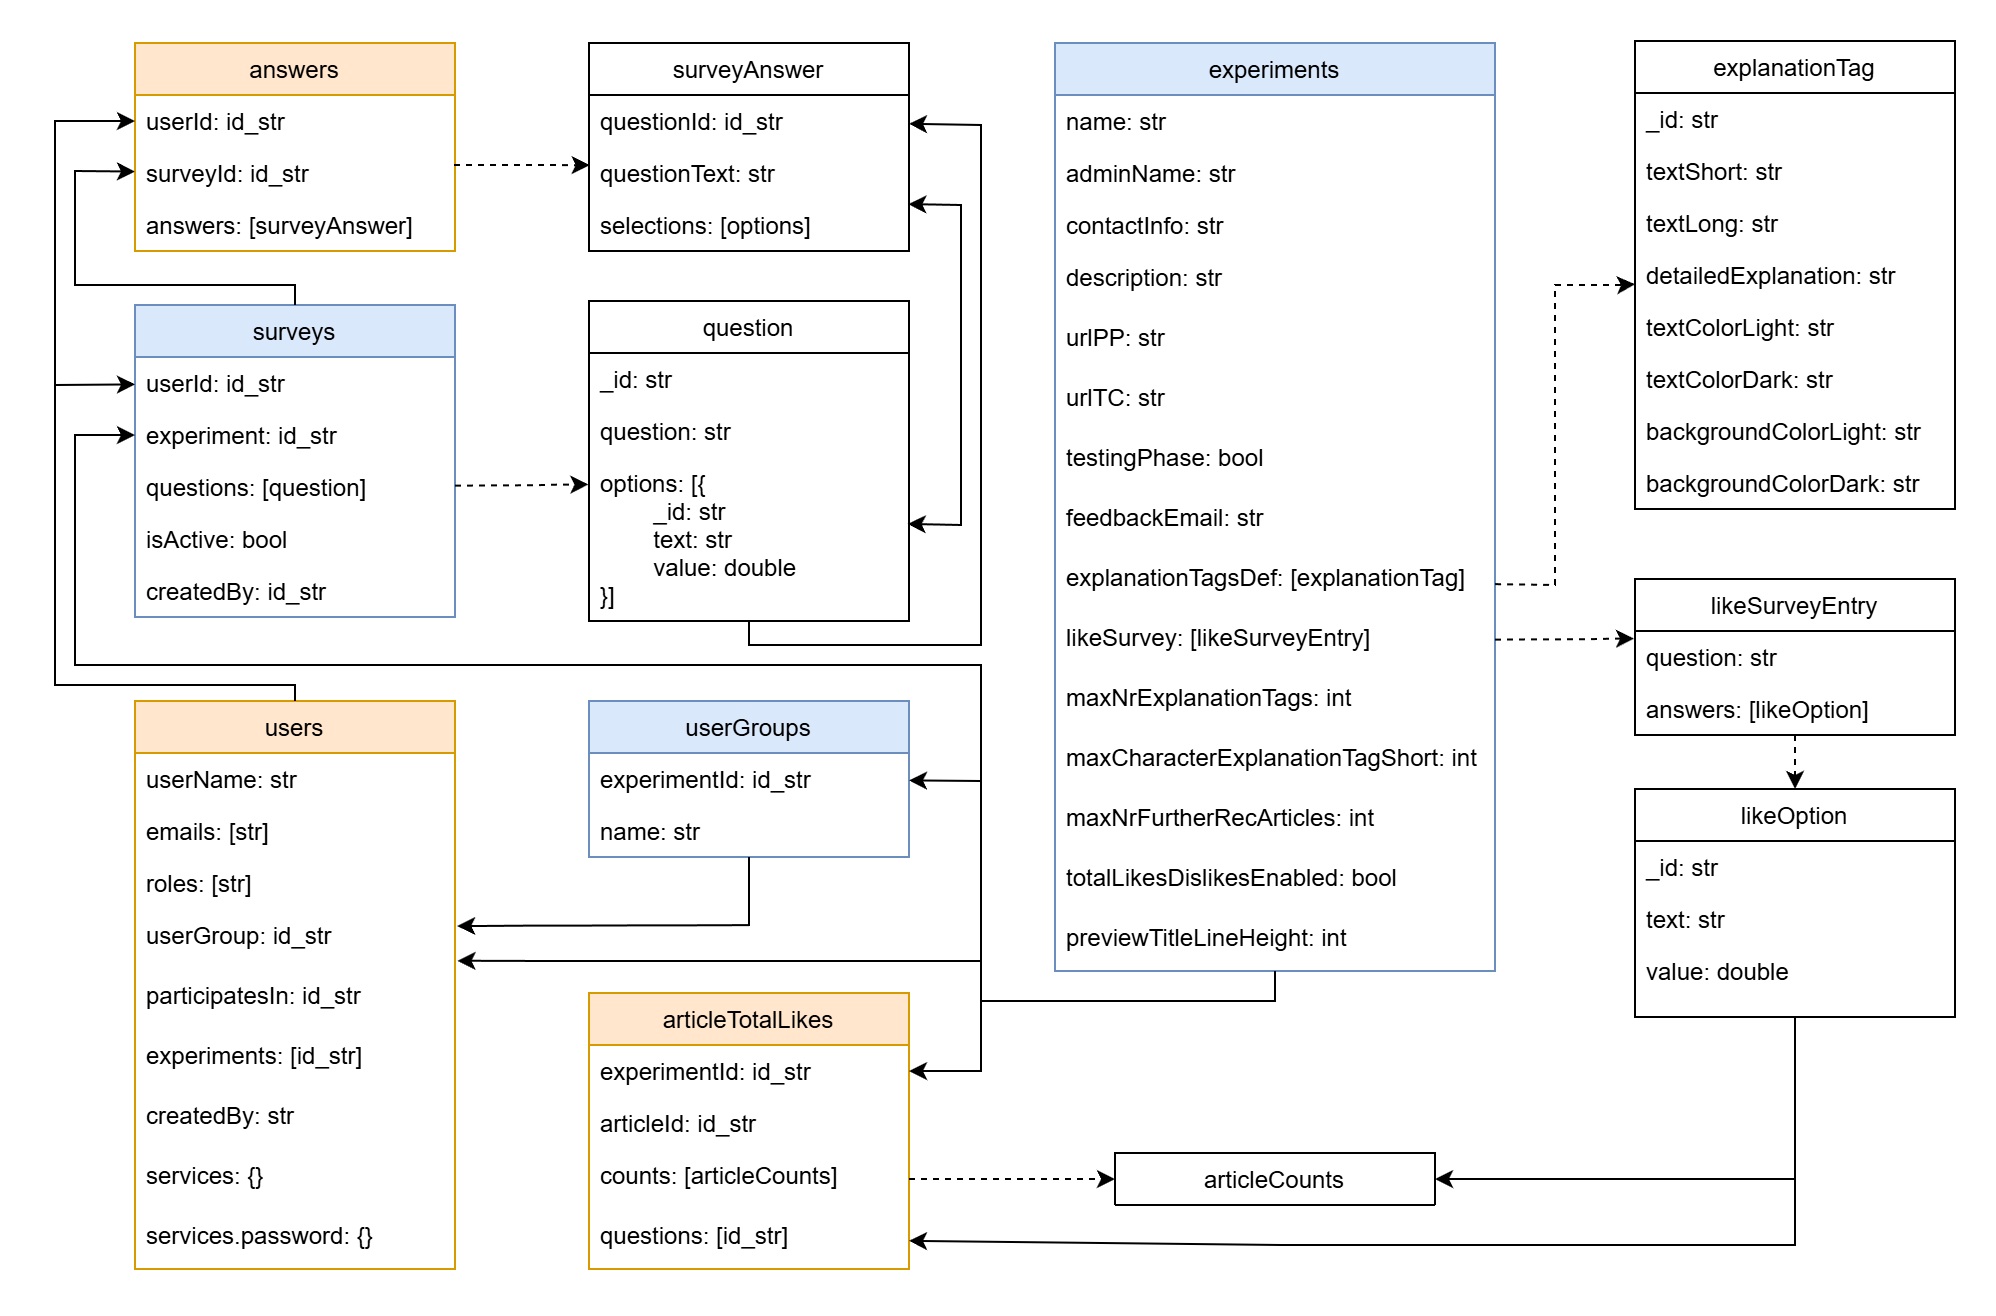 answers
userId: id_str
surveyId: id_str
answers: [surveyAnswer]
surveyAnswer
questionId: id_str
questionText: str
selections: [options]
experiments
name: str
adminName: str
contactInfo: str
description: str
urlPP: str
urlTC: str
testingPhase: bool
feedbackEmail: str
explanationTagsDef: [explanationTag]
likeSurvey: [likeSurveyEntry]
maxNrExplanationTags: int
maxCharacterExplanationTagShort: int
maxNrFurtherRecArticles: int
totalLikesDislikesEnabled: bool
previewTitleLineHeight: int
explanationTag
_id: str
textShort: str
textLong: str
detailedExplanation: str
textColorLight: str
textColorDark: str
backgroundColorLight: str
backgroundColorDark: str
surveys
userId: id_str
experiment: id_str
questions: [question]
isActive: bool
createdBy: id_str
question
_id: str
question: str
options: [{
_id: str
text: str
value: double
}]
likeSurveyEntry
question: str
answers: [likeOption]
users
userName: str
emails: [str]
roles: [str]
userGroup: id_str
participatesIn: id_str
experiments: [id_str]
createdBy: str
services: {}
services.password: {}
userGroups
experimentId: id_str
name: str
likeOption
_id: str
text: str
value: double
articleTotalLikes
experimentId: id_str
articleId: id_str
counts: [articleCounts]
questions: [id_str]
articleCounts